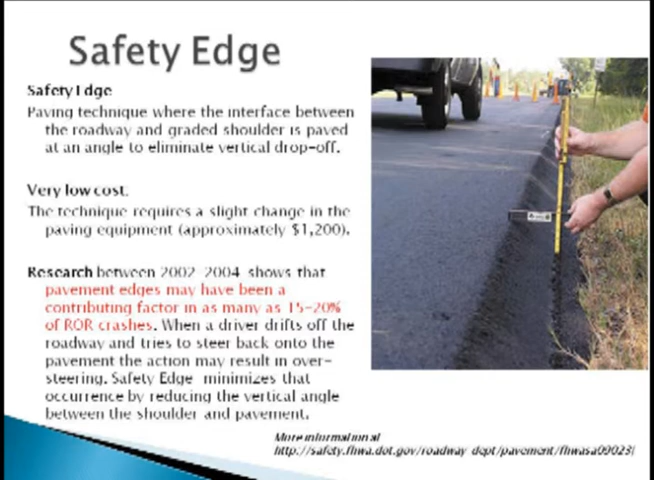 Safety Edge
Safety Edge
Paving technique where the interface between
the roadway and graded shoulder is paved
at an angle to eliminate vertical drop-off.
Very low cost.
The technique requires a slight change in the
paving equipment (approximately $1,200).
Research between 2002-2004 shows that
pavement edges may have been a
contributing factor in as many as 15-20%
of ROR crashes. When a driver drifts off the
roadway and tries to steer back onto the
pavement the action may result in over-
steering. Safety Edge minimizes that
occurrence by reducing the vertical angle
between the shoulder and pavement.
More information at
http://safety.fhwa.dot.gov/roadway_dept/pavement/fhwasa09023/